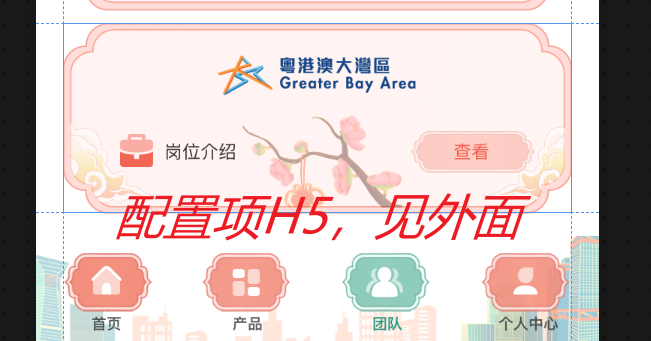 粤港澳大灣區
Greater Bay Area
岗位介绍
查看
配置项H5，见外面
首页
产品
团队
个人中心